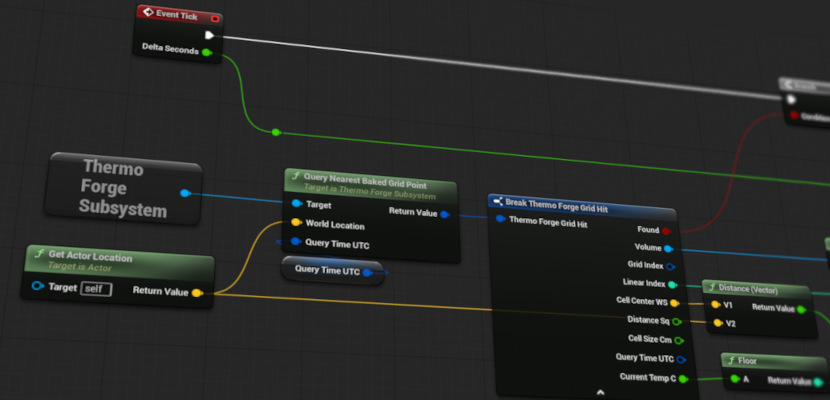 Event Tick
Delta Seconds
Branch
Condition
Thermo
Forge
Subsystem
Query Nearest Baked Grid Point
Target is Thermo Forge Subsystem
Target
Return Value
World Location
Query Time UTC
Query Time UTC
Get Actor Location
Target is Actor
Target
self
Return Value
Break Thermo Forge Grid Hit
Thermo Forge Grid Hit
Found
Volume
Grid Index
Linear Index
Cell Center WS
Distance Sq
Cell Size Cm
Query Time UTC
Current Temp C
Distance (Vector)
V1
Return Value
V2
Floor
A
Return Value